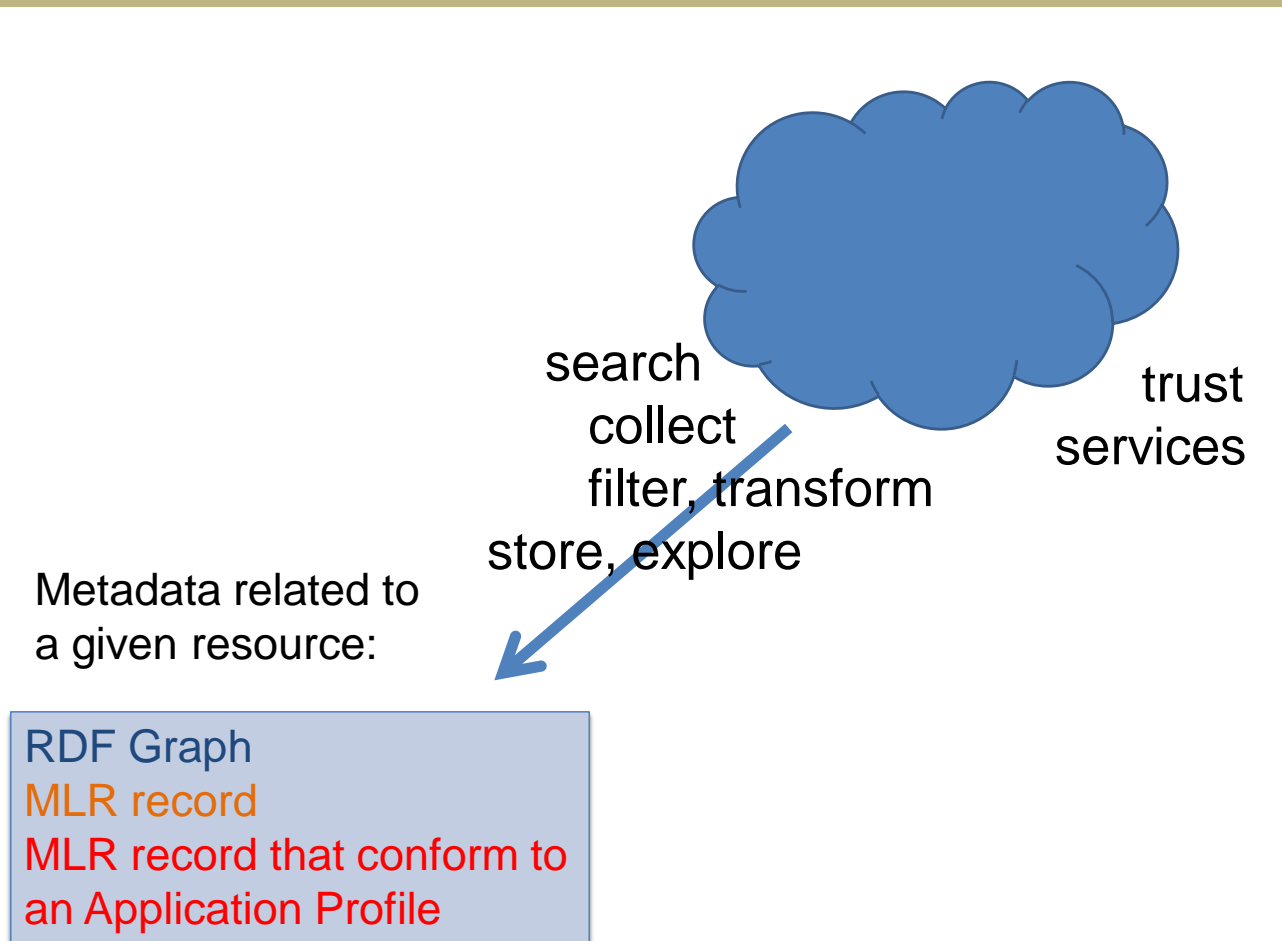 search
collect
filter, transform
store, explore
trust
services
Metadata related to
a given resource:
RDF Graph
MLR record
MLR record that conform to
an Application Profile